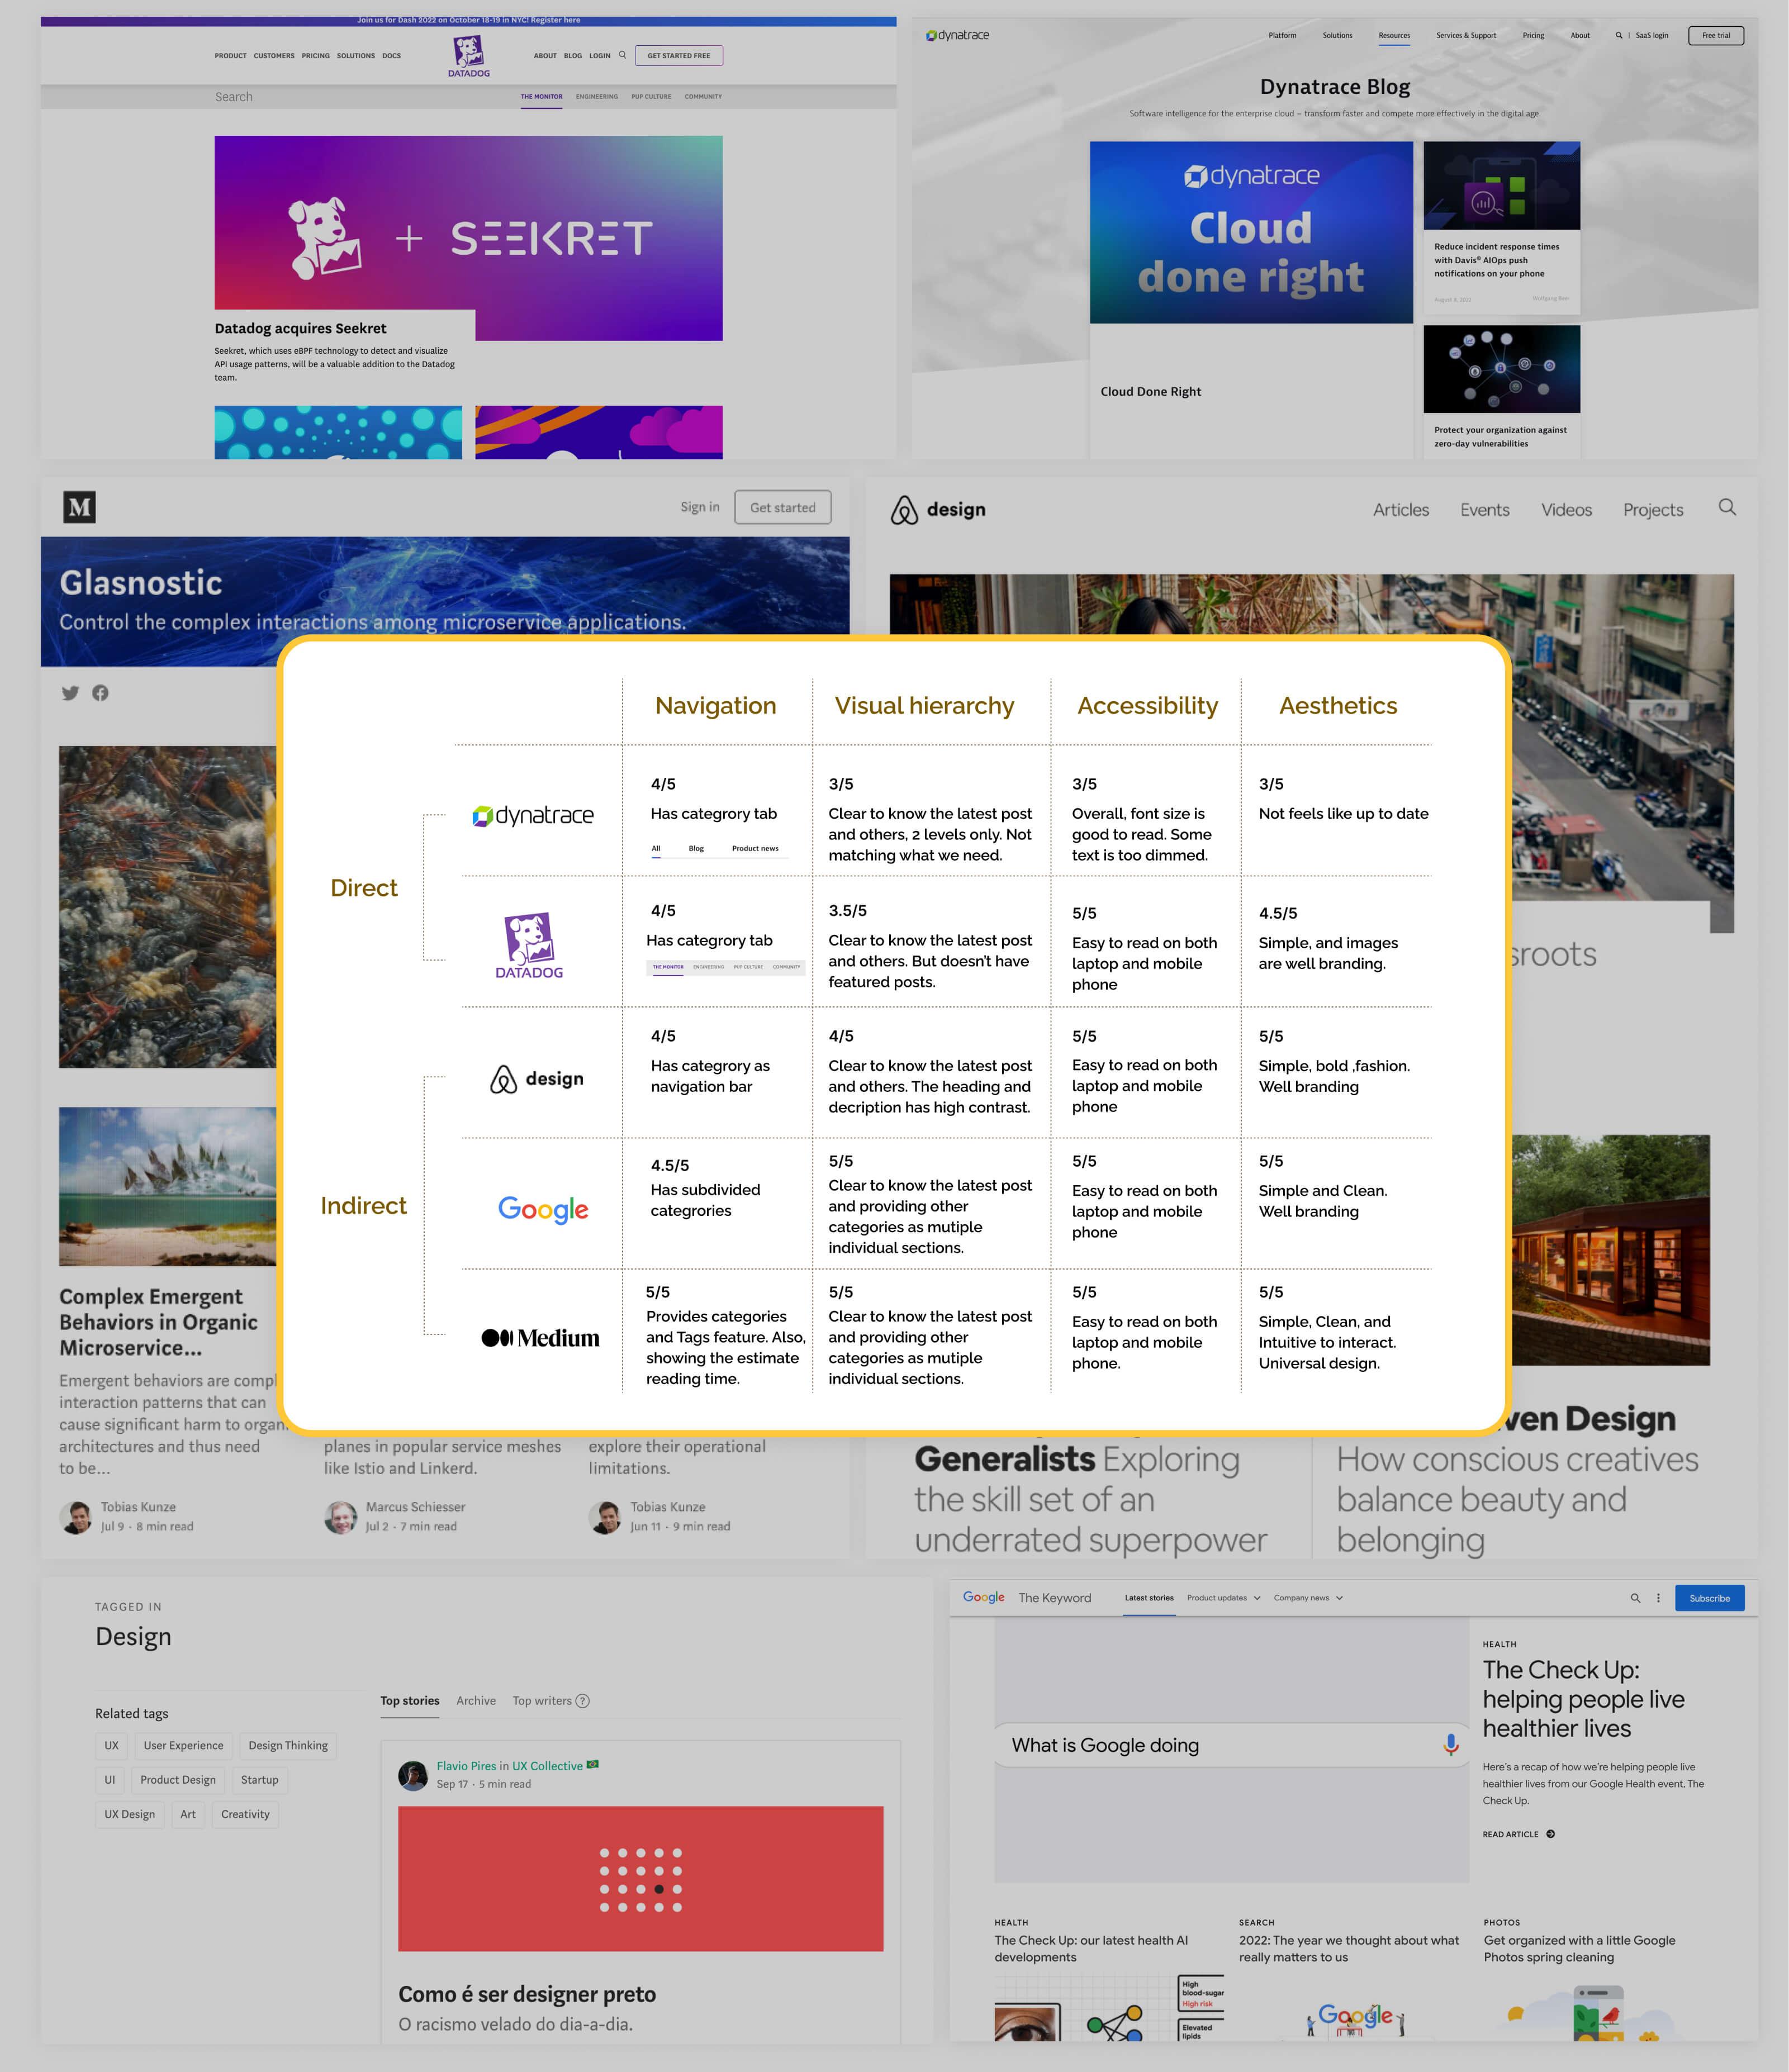 Join us for Dash 2022 on October 18-19 in NYC! Register here
PRODUCT CUSTOMERS PRICING SOLUTIONS DOCS
DATADOG
ABOUT BLOG LOGIN
GET STARTED FREE
Search
THE MONITOR ENGINEERING PUP CULTURE COMMUNITY
+ SEEKRET
Datadog acquires Seekret
Seekret, which uses eBPF technology to detect and visualize
API usage patterns, will be a valuable addition to the Datadog
team.
dynatrace
Platform Solutions Resources Services & Support Pricing About
SaaS login
Free trial
Dynatrace Blog
Software intelligence for the enterprise cloud – transform faster and compete more effectively in the digital age.
dynatrace
Cloud
done right
Cloud Done Right
Reduce incident response times
with Davis® AIOps push
notifications on your phone
August 4, 2022
Wolfgang Beer
Protect your organization against
zero-day vulnerabilities
M
Sign in
Get started
Glasnostic
Control the complex interactions among microservice applications.
design
Articles Events Videos Projects
Navigation
Visual hierarchy
Accessibility
Aesthetics
Direct
dynatrace
4/5
Has categrory tab
All Blog Product news
3/5
Clear to know the latest post
and others, 2 levels only. Not
matching what we need.
3/5
Overall, font size is
good to read. Some
text is too dimmed.
3/5
Not feels like up to date
DATADOG
4/5
Has categrory tab
THE MONITOR ENGINEERING PUP CULTURE COMMUNITY
3.5/5
Clear to know the latest post
and others. But doesn't have
featured posts.
5/5
Easy to read on both
laptop and mobile
phone
4.5/5
Simple, and images
are well branding.
Indirect
design
4/5
Has categrory as
navigation bar
4/5
Clear to know the latest post
and others. The heading and
decription has high contrast.
5/5
Easy to read on both
laptop and mobile
phone
5/5
Simple, bold ,fashion.
Well branding
Google
4.5/5
Has subdivided
categrories
5/5
Clear to know the latest post
and providing other
categories as mutiple
individual sections.
5/5
Easy to read on both
laptop and mobile
phone
5/5
Simple and Clean.
Well branding
Medium
5/5
Provides categories
and Tags feature. Also,
showing the estimate
reading time.
5/5
Clear to know the latest post
and providing other
categories as mutiple
individual sections.
5/5
Easy to read on both
laptop and mobile
phone.
5/5
Simple, Clean, and
Intuitive to interact.
Universal design.
sroots
Complex Emergent
Behaviors in Organic
Microservice...
Emergent behaviors are compl
interaction patterns that can
cause significant harm to organ
architectures and thus need
to be...
Tobias Kunze
Jul 9 · 8 min read
planes in popular service meshes
like Istio and Linkerd.
Marcus Schiesser
Jul 2 · 7 min read
explore their operational
limitations.
Tobias Kunze
Jun 11 · 9 min read
Generalists Exploring
the skill set of an
underrated superpower
ven Design
How conscious creatives
balance beauty and
belonging
TAGGED IN
Design
Related tags
UX User Experience Design Thinking
UI Product Design Startup
UX Design Art Creativity
Top stories Archive Top writers ?
Flavio Pires in UX Collective
Sep 17 · 5 min read
Como é ser designer preto
O racismo velado do dia-a-dia.
Google The Keyword
Latest stories Product updates Company news
Subscribe
What is Google doing
HEALTH
The Check Up:
helping people live
healthier lives
Here's a recap of how we're helping people live
healthier lives from our Google Health event, The
Check Up.
READ ARTICLE
HEALTH
The Check Up: our latest health AI
developments
High
blood-sugar
High risk
Elevated
lipids
SEARCH
2022: The year we thought about what
really matters to us
Google
PHOTOS
Get organized with a little Google
Photos spring cleaning